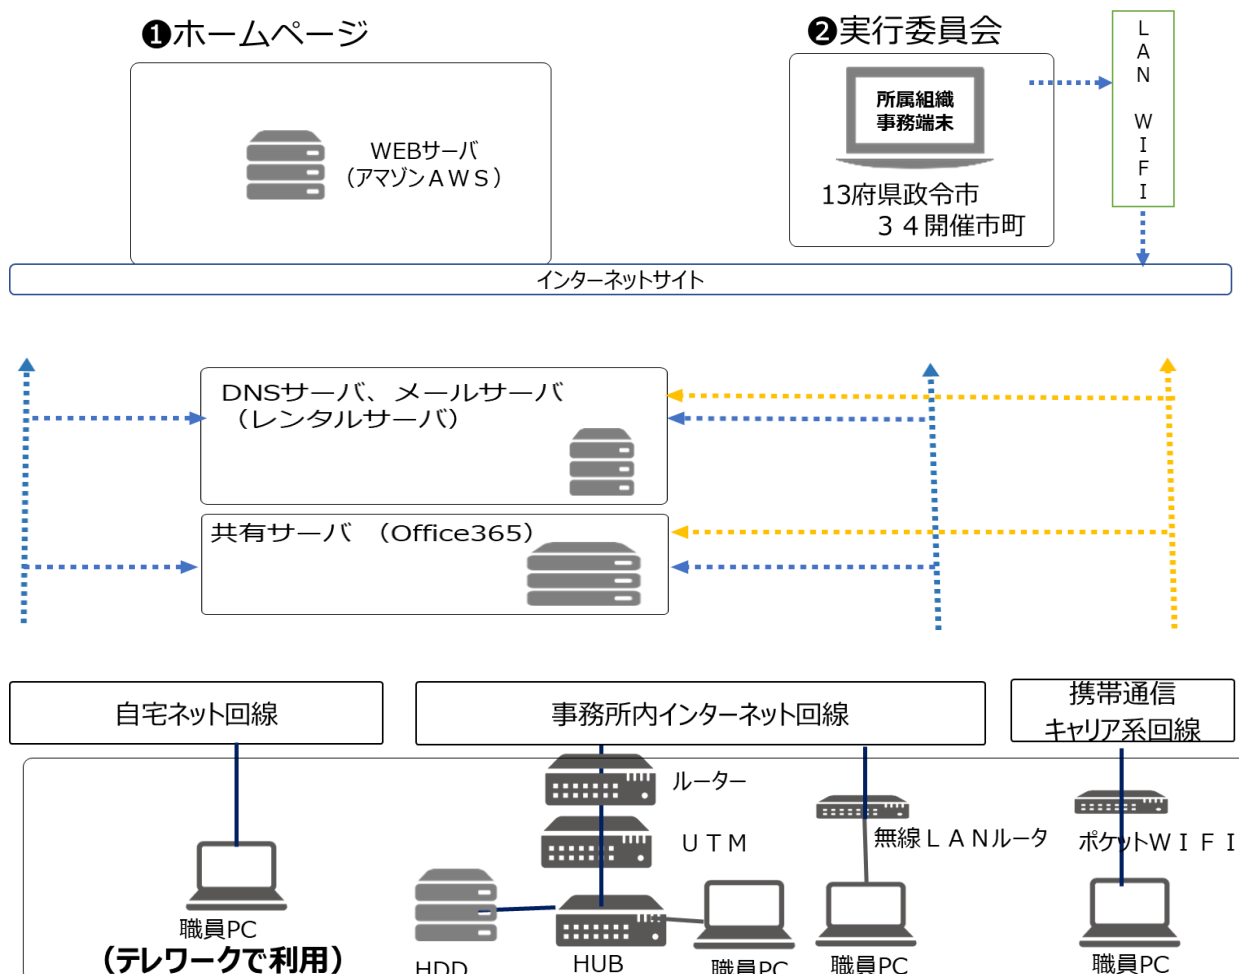 ❶ホームページ
❷実行委員会
LAN WIFI
WEBサーバ
（アマゾンＡＷＳ）
所属組織
事務端末
13府県政令市
３４開催市町
インターネットサイト
DNSサーバ、メールサーバ
（レンタルサーバ）
共有サーバ （Office365）
自宅ネット回線
事務所内インターネット回線
携帯通信
キャリア系回線
ルーター
ＵＴＭ
無線ＬＡＮルータ
ポケットＷＩＦＩ
職員PC
（テレワークで利用）
HDD
HUB
職員PC
職員PC
職員PC